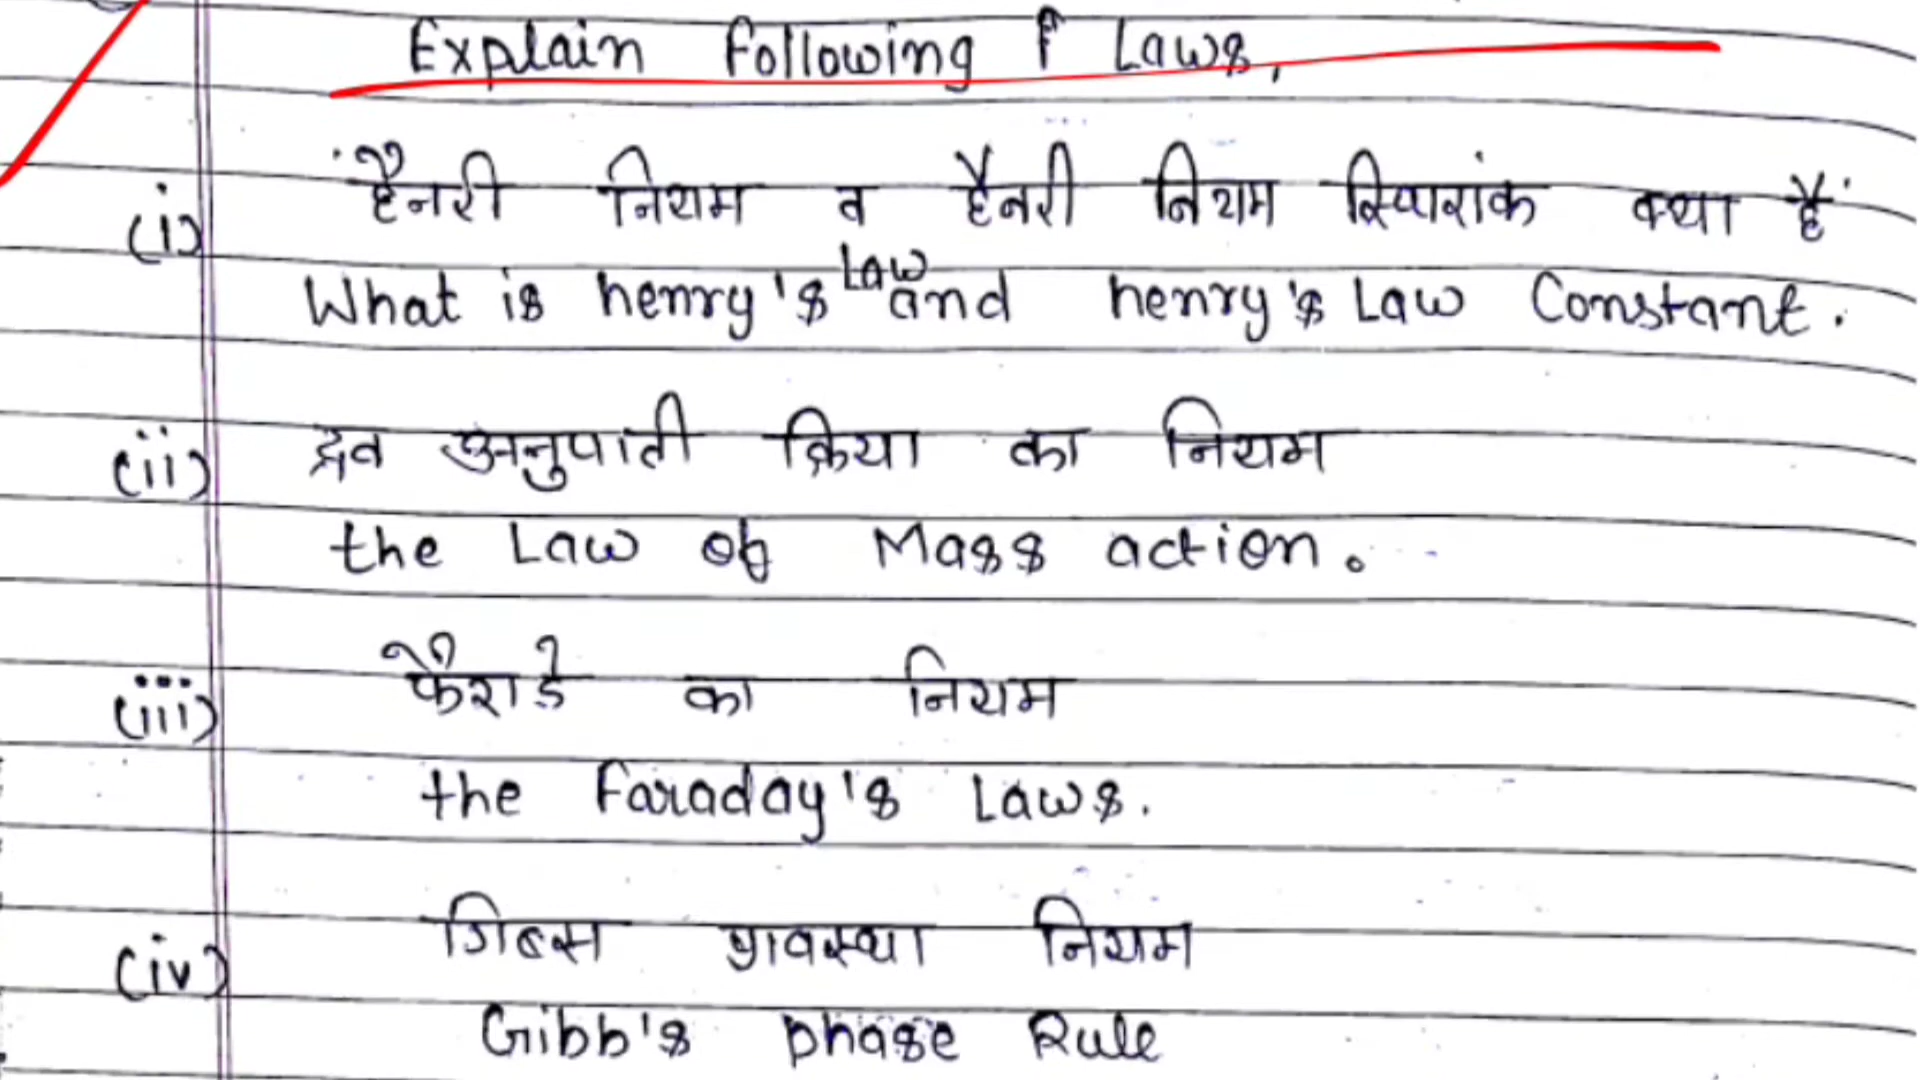 Explain following Laws,
(i) हैनरी नियम व हैनरी नियम स्थिरांक क्या है
What is henry's Law and henry's Law Constant.
(ii) द्रव अनुपाती क्रिया का नियम
the Law of Mass action.
(iii) फैराडे का नियम
the Faraday's Laws.
(iv) गिब्स प्रावस्था नियम
Gibb's phase Rule